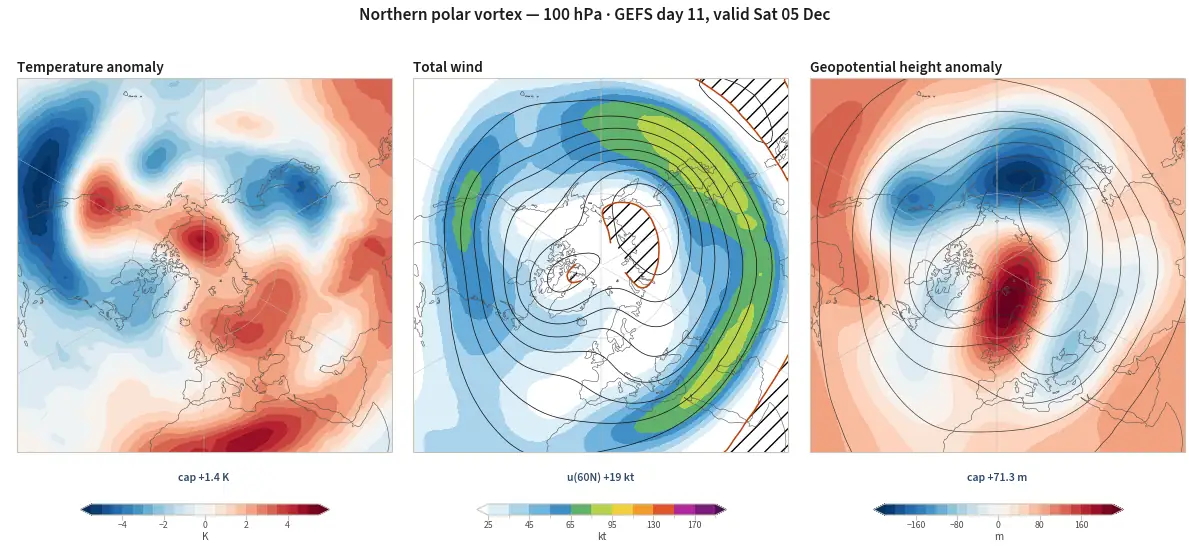 Northern polar vortex — 100 hPa · GEFS day 11, valid Sat 05 Dec
Temperature anomaly
Total wind
Geopotential height anomaly
cap +1.4 K
u(60N) +19 kt
cap +71.3 m
−4 −2 0 2 4
K
25 45 65 95 130 170
kt
−160 −80 0 80 160
m